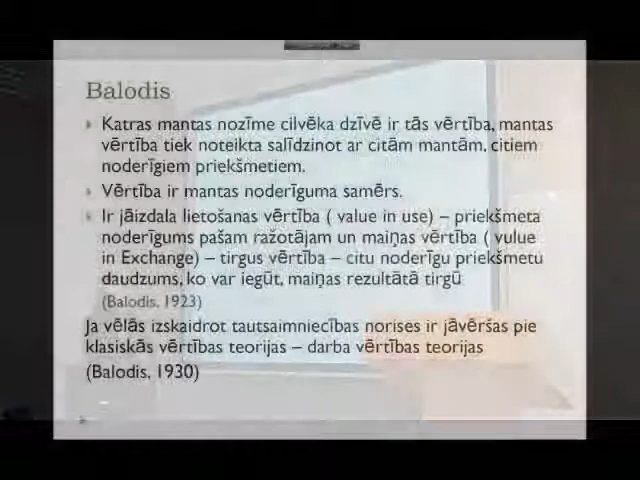 Balodis
Katras mantas nozīme cilvēka dzīvē ir tās vērtība, mantas
vērtība tiek noteikta salīdzinot ar citām mantām, citiem
noderīgiem priekšmetiem.
Vērtība ir mantas noderīguma samērs.
Ir jāizdala lietošanas vērtība ( value in use) – priekšmeta
noderīgums pašam ražotājam un maiņas vērtība ( vulue
in Exchange) – tirgus vērtība – citu noderīgu priekšmetu
daudzums, ko var iegūt, maiņas rezultātā tirgū
(Balodis, 1923)
Ja vēlās izskaidrot tautsaimniecības norises ir jāvēršas pie
klasiskās vērtības teorijas – darba vērtības teorijas
(Balodis, 1930)